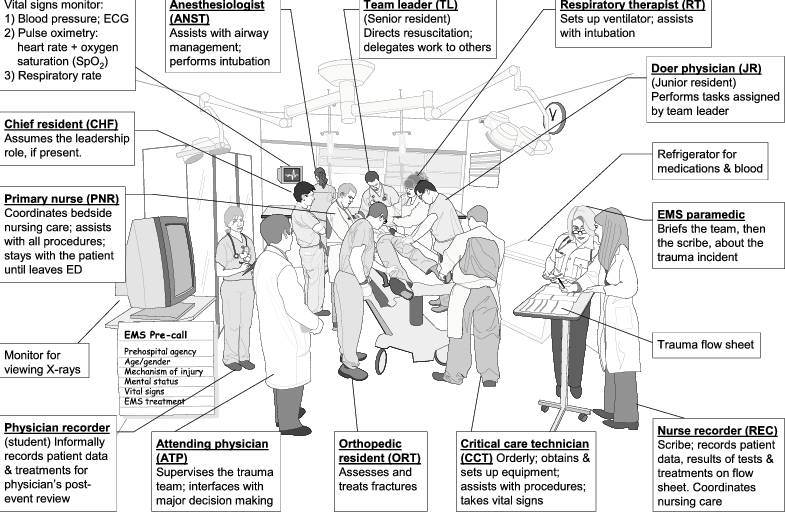 Vital signs monitor:
1) Blood pressure; ECG
2) Pulse oximetry:
heart rate + oxygen
saturation (SpO2)
3) Respiratory rate
Anesthesiologist
(ANST)
Assists with airway
management;
performs intubation
Team leader (TL)
(Senior resident)
Directs resuscitation;
delegates work to others
Respiratory therapist (RT)
Sets up ventilator; assists
with intubation
Doer physician (JR)
(Junior resident)
Performs tasks assigned
by team leader
Chief resident (CHF)
Assumes the leadership
role, if present.
Refrigerator for
medications & blood
Primary nurse (PNR)
Coordinates bedside
nursing care; assists
with all procedures;
stays with the patient
until leaves ED
EMS paramedic
Briefs the team, then
the scribe, about the
trauma incident
Monitor for
viewing X-rays
EMS Pre-call
Prehospital agency
Age/gender
Mechanism of injury
Mental status
Vital signs
EMS treatment
Trauma flow sheet
Physician recorder
(student) Informally
records patient data
& treatments for
physician's post-
event review
Attending physician
(ATP)
Supervises the trauma
team; interfaces with
major decision making
Orthopedic
resident (ORT)
Assesses and
treats fractures
Critical care technician
(CCT) Orderly; obtains &
sets up equipment;
assists with procedures;
takes vital signs
Nurse recorder (REC)
Scribe; records patient
data, results of tests &
treatments on flow
sheet. Coordinates
nursing care